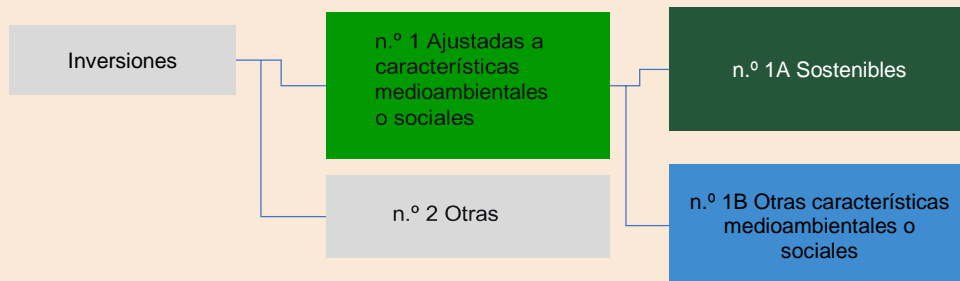 Inversiones
n.º 1 Ajustadas a
características
medioambientales
o sociales
n.º 2 Otras
n.º 1A Sostenibles
n.º 1B Otras características
medioambientales o
sociales